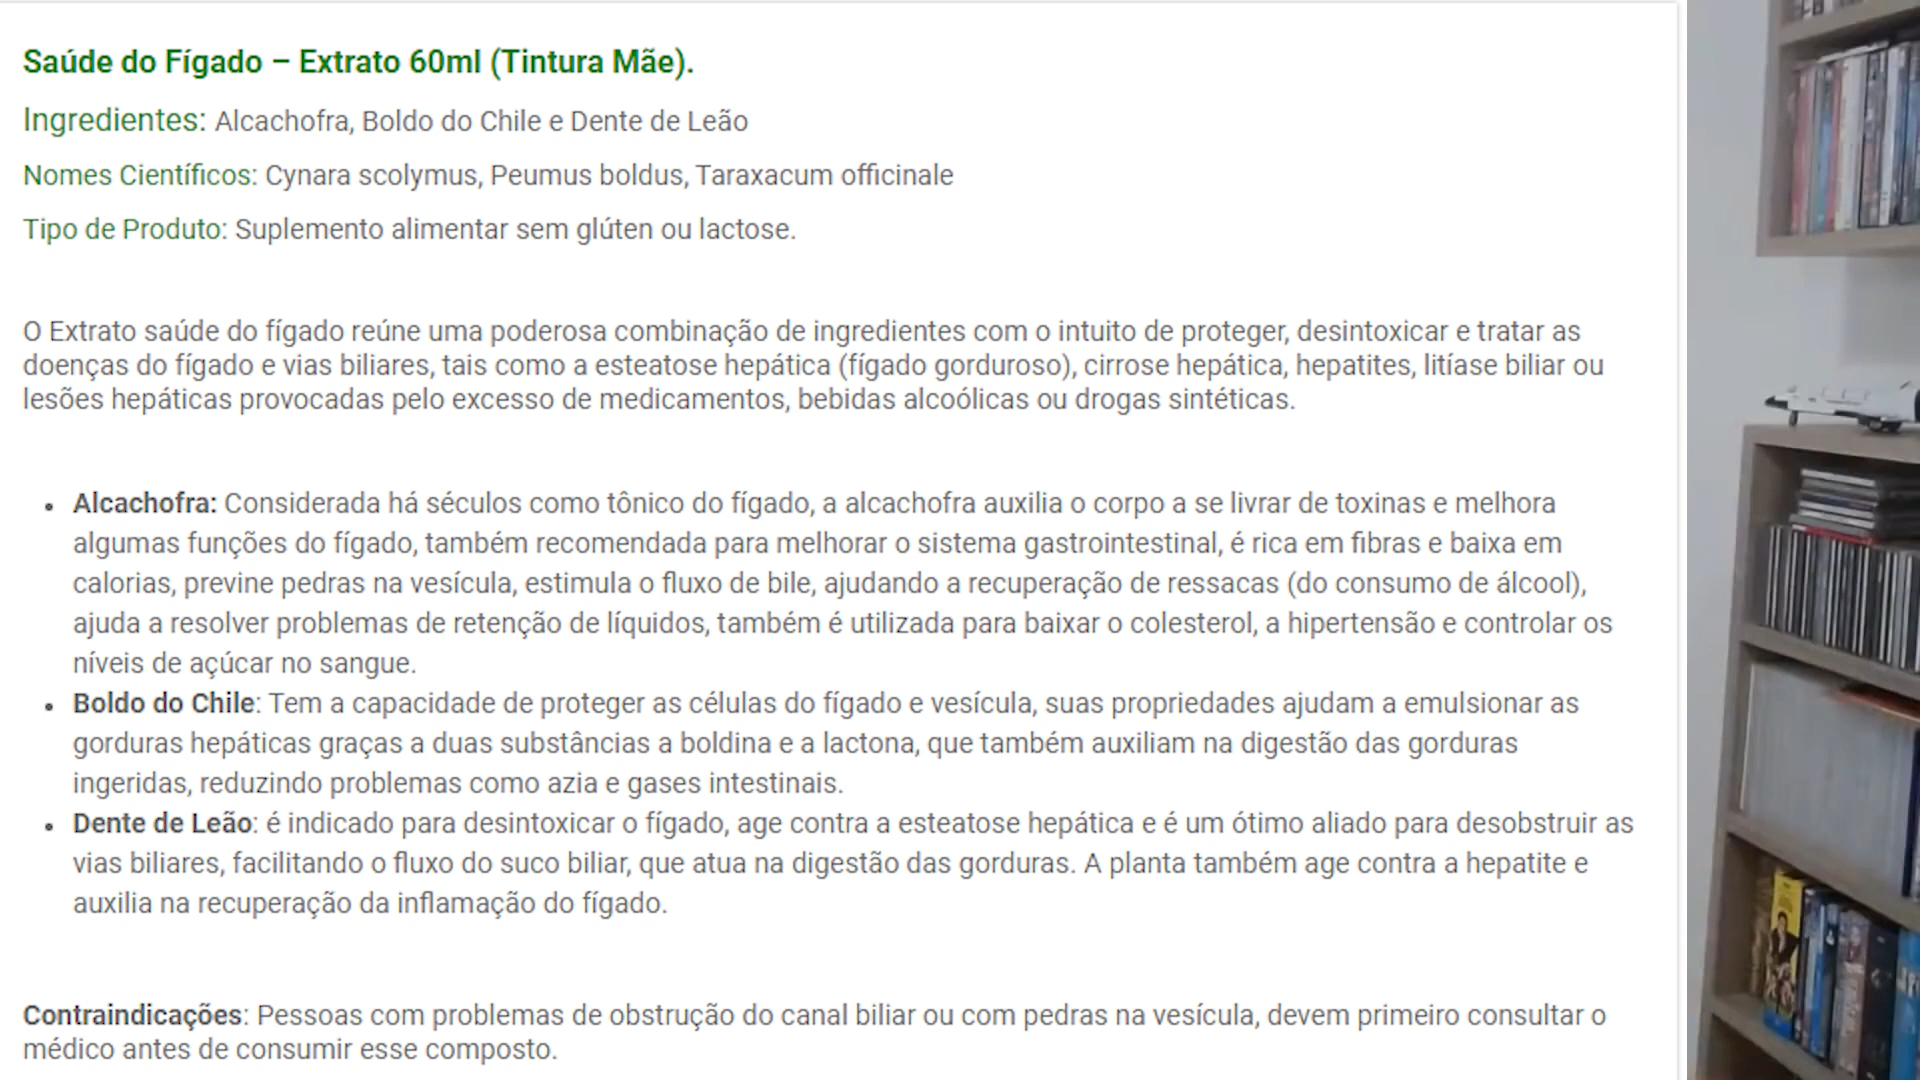 Saúde do Fígado – Extrato 60ml (Tintura Mãe).
Ingredientes: Alcachofra, Boldo do Chile e Dente de Leão
Nomes Científicos: Cynara scolymus, Peumus boldus, Taraxacum officinale
Tipo de Produto: Suplemento alimentar sem glúten ou lactose.
O Extrato saúde do fígado reúne uma poderosa combinação de ingredientes com o intuito de proteger, desintoxicar e tratar as
doenças do fígado e vias biliares, tais como a esteatose hepática (fígado gorduroso), cirrose hepática, hepatites, litíase biliar ou
lesões hepáticas provocadas pelo excesso de medicamentos, bebidas alcoólicas ou drogas sintéticas.
• Alcachofra: Considerada há séculos como tônico do fígado, a alcachofra auxilia o corpo a se livrar de toxinas e melhora
algumas funções do fígado, também recomendada para melhorar o sistema gastrointestinal, é rica em fibras e baixa em
calorias, previne pedras na vesícula, estimula o fluxo de bile, ajudando a recuperação de ressacas (do consumo de álcool),
ajuda a resolver problemas de retenção de líquidos, também é utilizada para baixar o colesterol, a hipertensão e controlar os
níveis de açúcar no sangue.
• Boldo do Chile: Tem a capacidade de proteger as células do fígado e vesícula, suas propriedades ajudam a emulsionar as
gorduras hepáticas graças a duas substâncias a boldina e a lactona, que também auxiliam na digestão das gorduras
ingeridas, reduzindo problemas como azia e gases intestinais.
• Dente de Leão: é indicado para desintoxicar o fígado, age contra a esteatose hepática e é um ótimo aliado para desobstruir as
vias biliares, facilitando o fluxo do suco biliar, que atua na digestão das gorduras. A planta também age contra a hepatite e
auxilia na recuperação da inflamação do fígado.
Contraindicações: Pessoas com problemas de obstrução do canal biliar ou com pedras na vesícula, devem primeiro consultar o
médico antes de consumir esse composto.